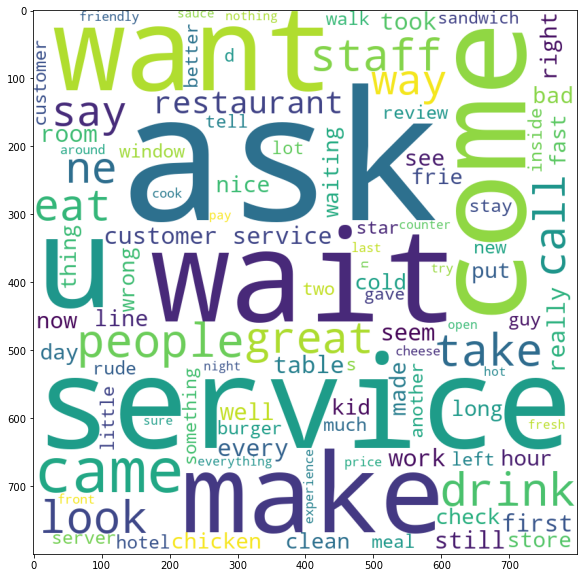 0
100
200
300
400
500
600
700
0 100 200 300 400 500 600 700
friendly
sauce
nothing
walk
took
sandwich
right
want
customer
better
d
staff
way
come
say
restaurant
tell
lot
review
bad
room
around
window
ask
waiting
see
inside
fast
ne
nice
frie
cook
eat
pay
star
counter
stay
call
u
thing
customer service
wait
last
n
two
cold
gave
try
new
put
wrong
now
line
people
great
seem
guy
open
really
day
rude
night
table
s
cheese
take
hot
service
little
sure
something
well
burger
kid
much
made
another
long
fresh
came
every
everything
experience
price
work
left
hour
look
front
make
drink
check
first
server
hotel
chicken
clean
meal
still
store